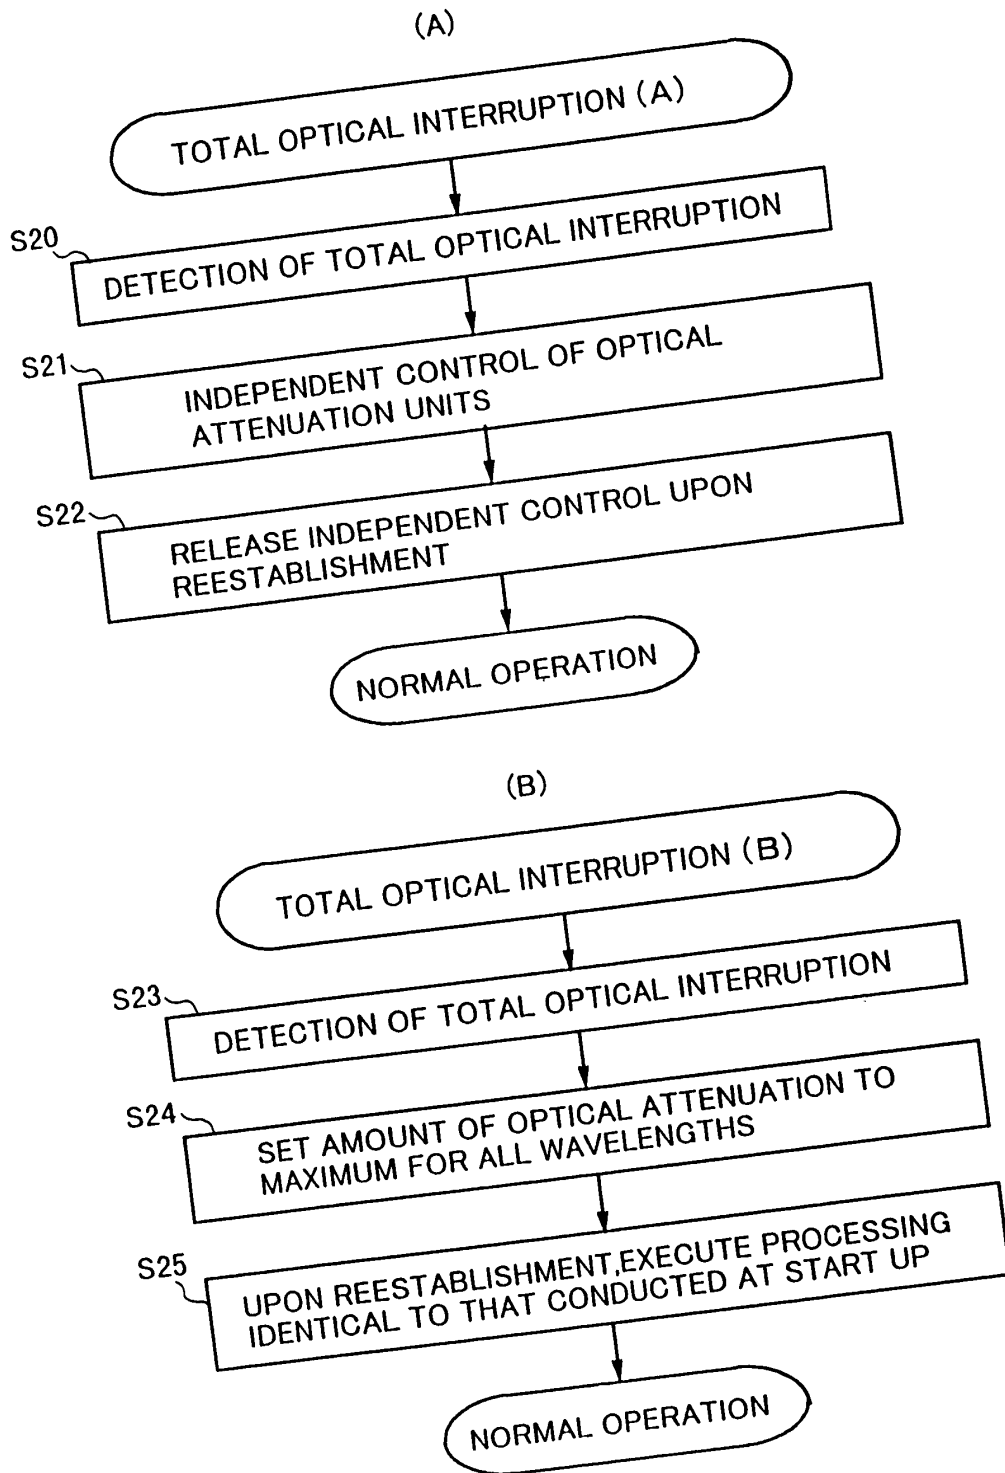 (A)
TOTAL OPTICAL INTERRUPTION (A)
S20
DETECTION OF TOTAL OPTICAL INTERRUPTION
S21
INDEPENDENT CONTROL OF OPTICAL
ATTENUATION UNITS
S22
RELEASE INDEPENDENT CONTROL UPON
REESTABLISHMENT
NORMAL OPERATION
(B)
TOTAL OPTICAL INTERRUPTION (B)
S23
DETECTION OF TOTAL OPTICAL INTERRUPTION
S24
SET AMOUNT OF OPTICAL ATTENUATION TO
MAXIMUM FOR ALL WAVELENGTHS
S25
UPON REESTABLISHMENT,EXECUTE PROCESSING
IDENTICAL TO THAT CONDUCTED AT START UP
NORMAL OPERATION